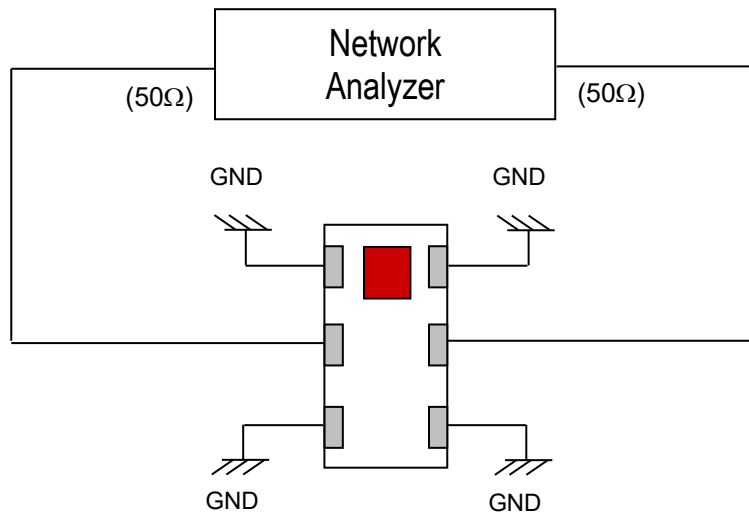 Network
Analyzer
(50Ω)
(50Ω)
GND
GND
GND
GND